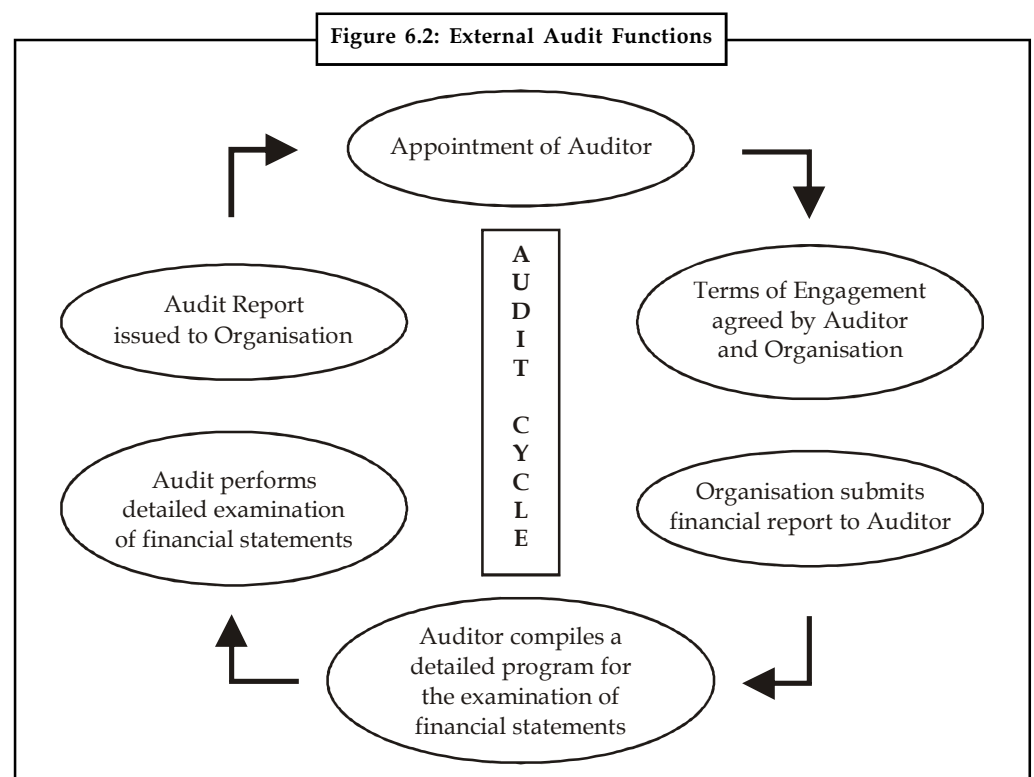 Figure 6.2: External Audit Functions
Appointment of Auditor
Terms of Engagement
agreed by Auditor
and Organisation
Organisation submits
financial report to Auditor
Auditor compiles a
detailed program for
the examination of
financial statements
Audit performs
detailed examination
of financial statements
Audit Report
issued to Organisation
A
U
D
I
T
C
Y
C
L
E